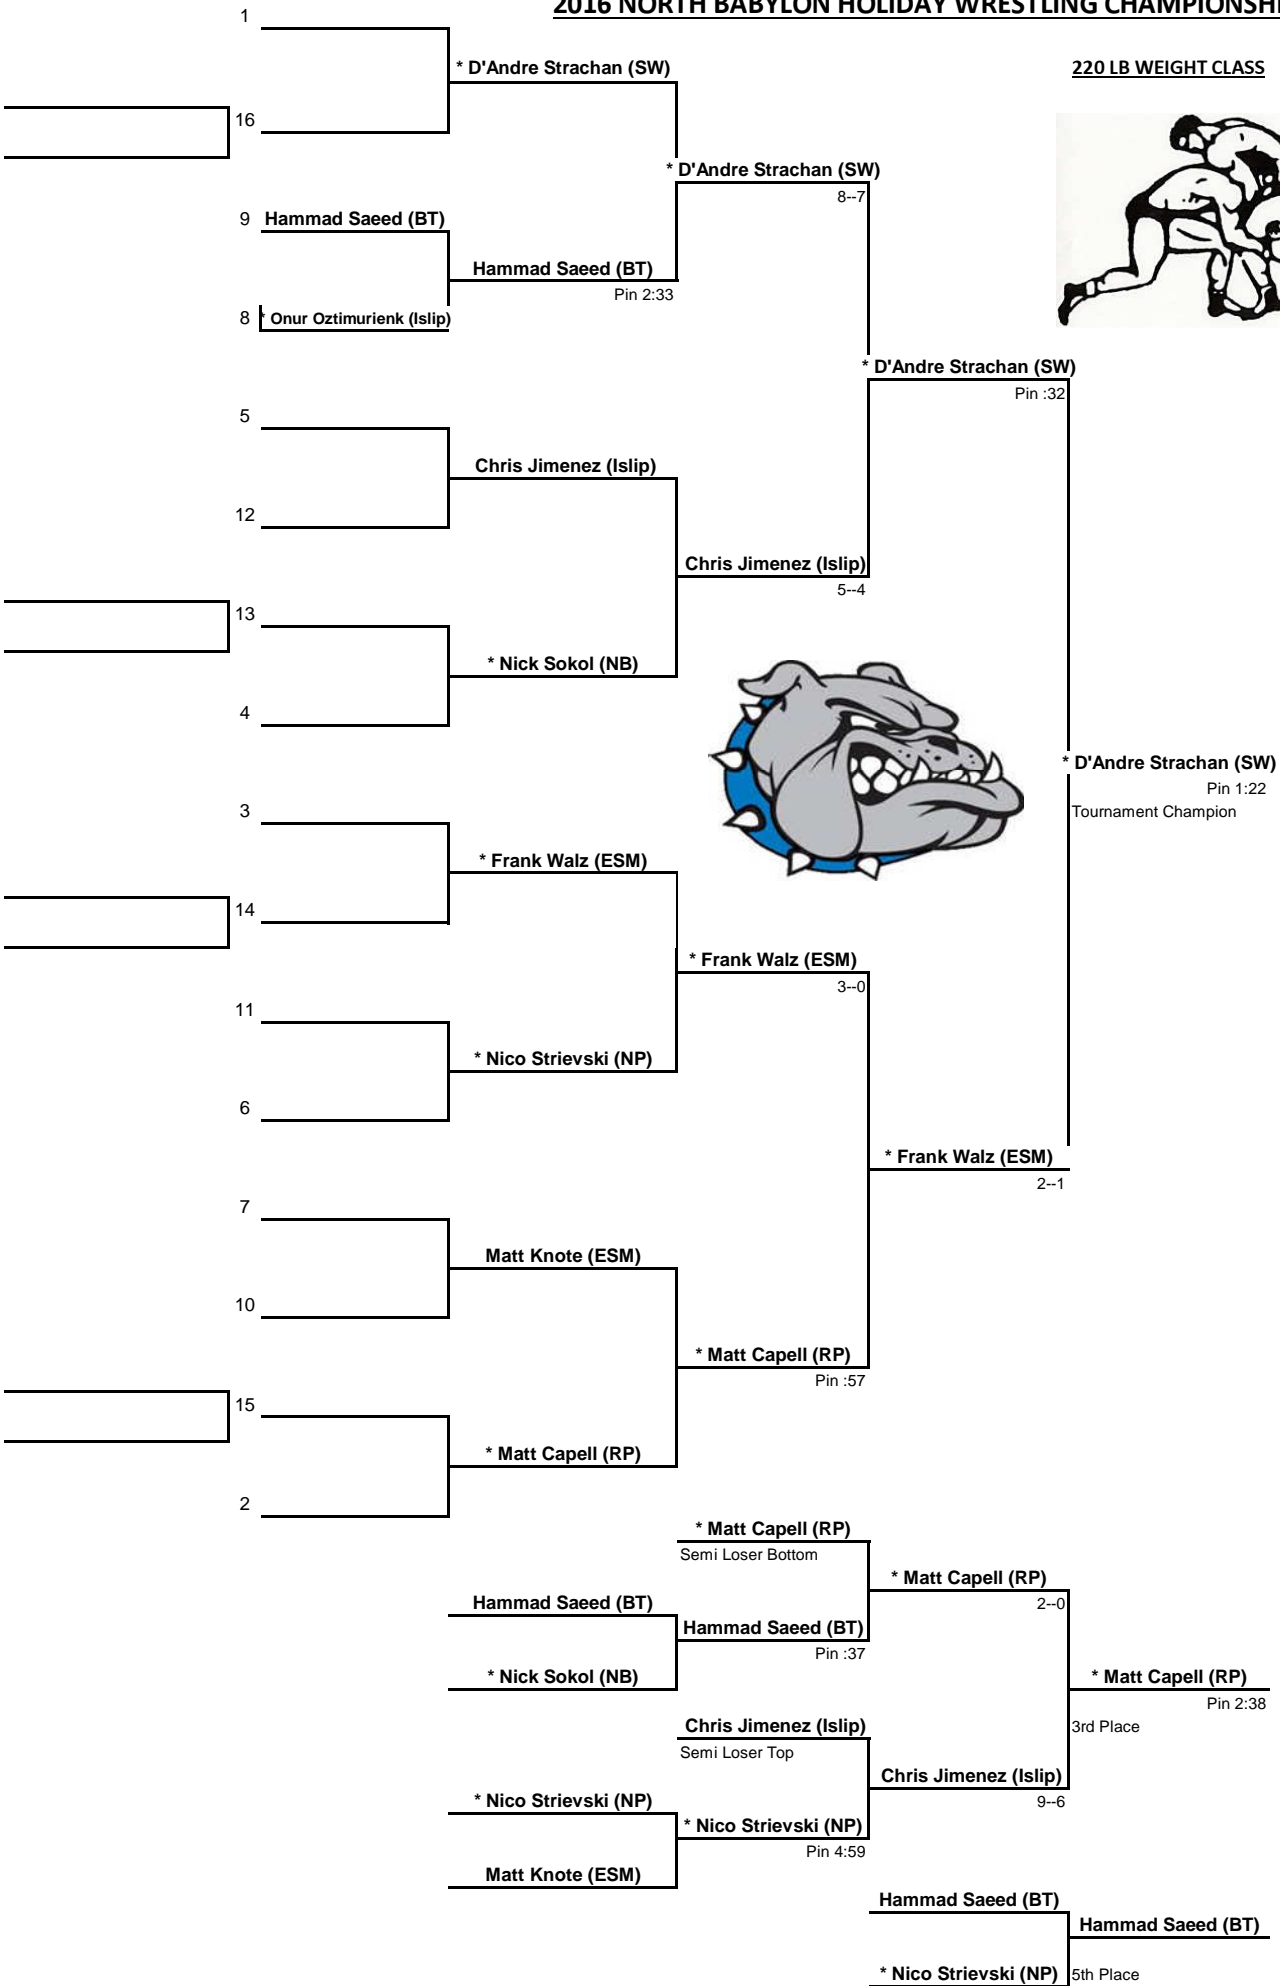 2016 NORTH BABYLON HOLIDAY WRESTLING
1
* D'Andre Strachan (SW)
220 LB WEIGHT CLASS
16
* D'Andre Strachan (SW)
8--7
9 Hammad Saeed (BT)
Hammad Saeed (BT)
Pin 2:33
8 * Onur Oztimurienk (Islip)
* D'Andre Strachan (SW)
Pin :32
5
Chris Jimenez (Islip)
12
Chris Jimenez (Islip)
5--4
13
* Nick Sokol (NB)
4
* D'Andre Strachan (SW)
Pin 1:22
Tournament Champion
3
* Frank Walz (ESM)
14
* Frank Walz (ESM)
3--0
11
* Nico Strievski (NP)
6
* Frank Walz (ESM)
2--1
7
Matt Knote (ESM)
10
* Matt Capell (RP)
Pin :57
15
* Matt Capell (RP)
2
* Matt Capell (RP)
Semi Loser Bottom
* Matt Capell (RP)
2--0
Hammad Saeed (BT)
Hammad Saeed (BT)
Pin :37
* Nick Sokol (NB)
* Matt Capell (RP)
Pin 2:38
3rd Place
Chris Jimenez (Islip)
Semi Loser Top
Chris Jimenez (Islip)
9--6
* Nico Strievski (NP)
* Nico Strievski (NP)
Pin 4:59
Matt Knote (ESM)
Hammad Saeed (BT)
Hammad Saeed (BT)
* Nico Strievski (NP)
5th Place